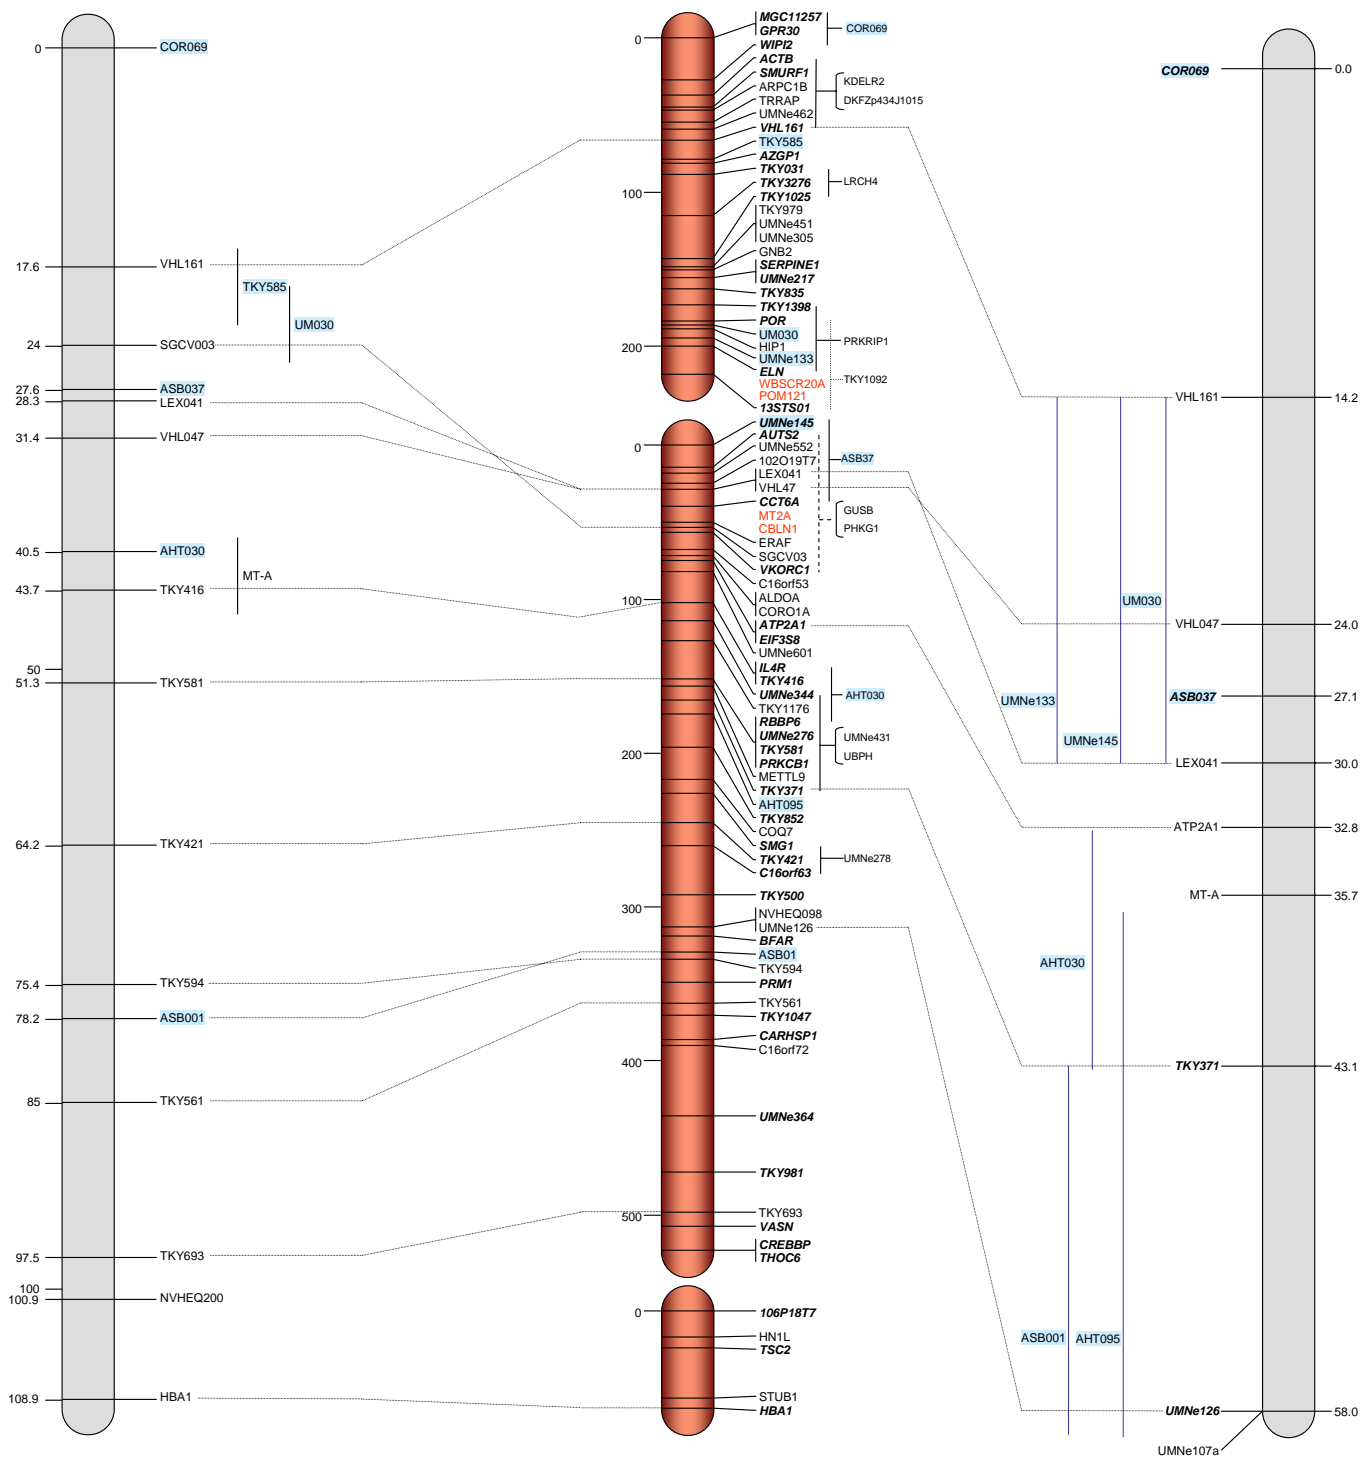 0
COR069
17.6
VHL161
TKY585
UM030
24
SGCV003
27.6
ASB037
28.3
LEX041
31.4
VHL047
40.5
AHT030
MT-A
43.7
TKY416
50
51.3
TKY581
64.2
TKY421
75.4
TKY594
78.2
ASB001
85
TKY561
97.5
TKY693
100
100.9
NVHEQ200
108.9
HBA1
0
100
200
MGC11257
GPR30
COR069
WIPI2
ACTB
SMURF1
ARPC1B
TRRAP
KDELR2
DKFZp434J1015
UMNe462
VHL161
TKY585
AZGP1
TKY031
TKY3276
LRCH4
TKY1025
TKY979
UMNe451
UMNe305
GNB2
SERPINE1
UMNe217
TKY835
TKY1398
POR
UM030
PRKRIP1
HIP1
UMNe133
ELN
TKY1092
WBSCR20A
POM121
13STS01
0
100
200
300
400
500
UMNe145
AUTS2
UMNe552
102O19T7
ASB37
LEX041
VHL47
CCT6A
GUSB
PHKG1
MT2A
CBLN1
ERAF
SGCV03
VKORC1
C16orf53
ALDOA
CORO1A
ATP2A1
EIF3S8
UMNe601
IL4R
TKY416
UMNe344
AHT030
TKY1176
RBBP6
UMNe276
UMNe431
UBPH
TKY581
PRKCB1
METTL9
TKY371
AHT095
TKY852
COQ7
SMG1
TKY421
UMNe278
C16orf63
TKY500
NVHEQ098
UMNe126
BFAR
ASB01
TKY594
PRM1
TKY561
TKY1047
CARHSP1
C16orf72
UMNe364
TKY981
TKY693
VASN
CREBBP
THOC6
0
106P18T7
HN1L
TSC2
STUB1
HBA1
COR069
0.0
VHL161
14.2
UM030
VHL047
24.0
UMNe133
ASB037
27.1
UMNe145
LEX041
30.0
ATP2A1
32.8
MT-A
35.7
AHT030
TKY371
43.1
ASB001
AHT095
UMNe126
58.0
UMNe107a